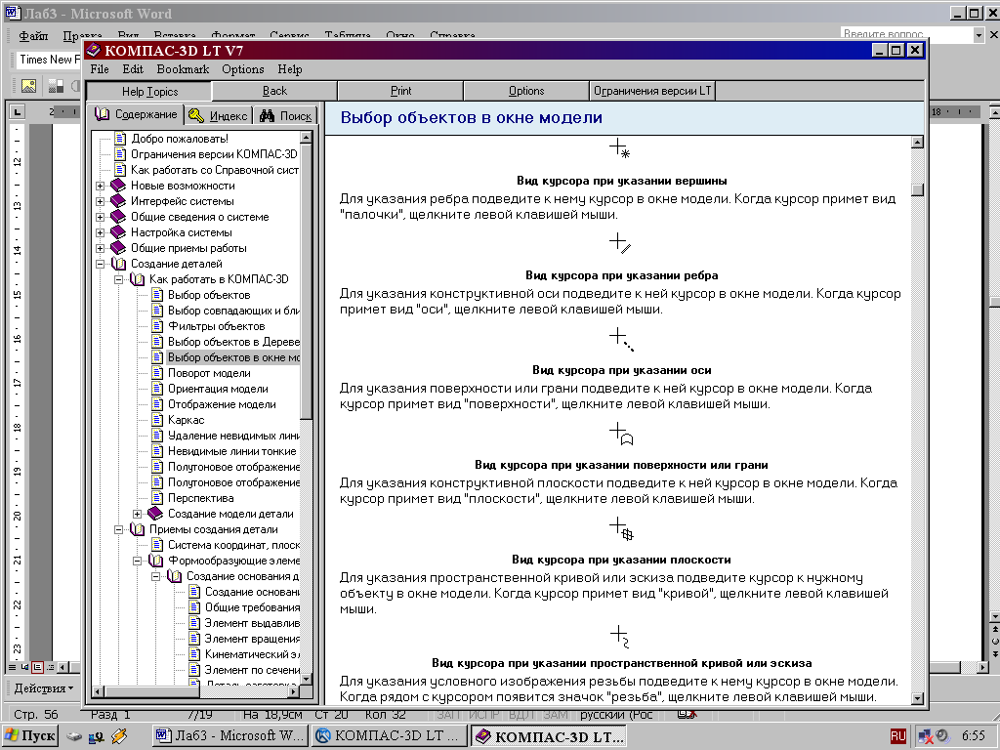 Лаб3 - Microsoft Word
Файл Правка Вид Вставка Формат Сервис Таблица Окно Справка
Введите вопрос
Times New F
КОМПАС-3D LT V7
File Edit Bookmark Options Help
Help Topics Back Print Options Ограничения версии LT
Содержание Индекс Поиск
Добро пожаловать!
Ограничения версии КОМПАС-3D
Как работать со Справочной сист
Новые возможности
Интерфейс системы
Общие сведения о системе
Настройка системы
Общие приемы работы
Создание деталей
Как работать в КОМПАС-3D
Выбор объектов
Выбор совпадающих и бли
Фильтры объектов
Выбор объектов в Дереве
Выбор объектов в окне мо
Поворот модели
Ориентация модели
Отображение модели
Каркас
Удаление невидимых лини
Невидимые линии тонкие
Полутоновое отображение
Полутоновое отображение
Перспектива
Создание модели детали
Приемы создания детали
Система координат, плоск
Формообразующие элеме
Создание основания д
Создание основани
Общие требования
Элемент выдавлив
Элемент вращения
Кинематический эл
Элемент по сечени
Деталь-заготовка
Выбор объектов в окне модели
Вид курсора при указании вершины
Для указания ребра подведите к нему курсор в окне модели. Когда курсор примет вид
"палочки", щелкните левой клавишей мыши.
Вид курсора при указании ребра
Для указания конструктивной оси подведите к ней курсор в окне модели. Когда курсор
примет вид "оси", щелкните левой клавишей мыши.
Вид курсора при указании оси
Для указания поверхности или грани подведите к ней курсор в окне модели. Когда
курсор примет вид "поверхности", щелкните левой клавишей мыши.
Вид курсора при указании поверхности или грани
Для указания конструктивной плоскости подведите к ней курсор в окне модели. Когда
курсор примет вид "плоскости", щелкните левой клавишей мыши.
Вид курсора при указании плоскости
Для указания пространственной кривой или эскиза подведите курсор к нужному
объекту в окне модели. Когда курсор примет вид "кривой", щелкните левой клавишей
мыши.
Вид курсора при указании пространственной кривой или эскиза
Для указания условного изображения резьбы подведите к нему курсор в окне модели.
Когда рядом с курсором появится значок "резьба", щелкните левой клавишей мыши.
2
18
12
13
14
15
16
17
18
19
20
21
22
23
Действия
Стр. 56 Разд 1 7/19 На 18,9см Ст 20 Кол 32 ЗАП ИСПР ВДЛ ЗАМ русский (Рос
Пуск Лаб3 - Microsoft W... КОМПАС-3D LT ... КОМПАС-3D LT... RU 6:55